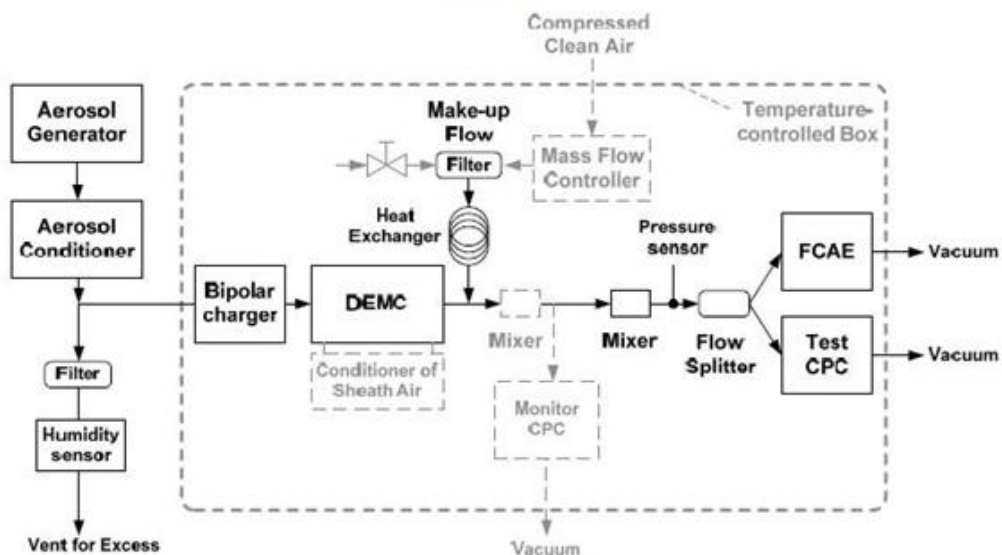 Compressed
Clean Air
Aerosol
Generator
Make-up
Flow
Temperature-
controlled Box
Filter
Mass Flow
Controller
Aerosol
Conditioner
Heat
Exchanger
Pressure
sensor
FCAE
Vacuum
Bipolar
charger
DEMC
Mixer
Mixer
Flow
Splitter
Test
CPC
Vacuum
Filter
Conditioner of
Sheath Air
Monitor
CPC
Humidity
sensor
Vent for Excess
Vacuum